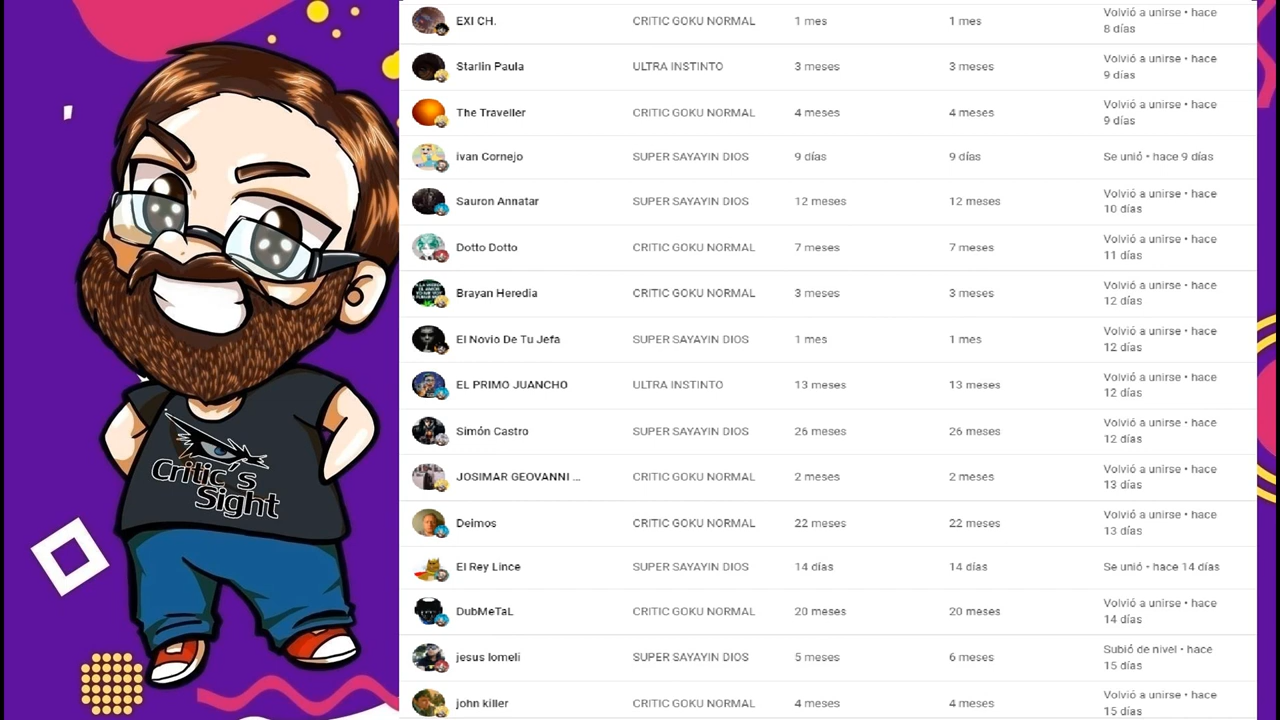 EXI CH. CRITIC GOKU NORMAL 1 mes 1 mes Volvió a unirse • hace
8 días
Starlin Paula ULTRA INSTINTO 3 meses 3 meses Volvió a unirse • hace
9 días
The Traveller CRITIC GOKU NORMAL 4 meses 4 meses Volvió a unirse • hace
9 días
ivan Cornejo SUPER SAYAYIN DIOS 9 días 9 días Se unió • hace 9 días
Sauron Annatar SUPER SAYAYIN DIOS 12 meses 12 meses Volvió a unirse • hace
10 días
Dotto Dotto CRITIC GOKU NORMAL 7 meses 7 meses Volvió a unirse • hace
11 días
Brayan Heredia CRITIC GOKU NORMAL 3 meses 3 meses Volvió a unirse • hace
12 días
El Novio De Tu Jefa SUPER SAYAYIN DIOS 1 mes 1 mes Volvió a unirse • hace
12 días
EL PRIMO JUANCHO ULTRA INSTINTO 13 meses 13 meses Volvió a unirse • hace
12 días
Simón Castro SUPER SAYAYIN DIOS 26 meses 26 meses Volvió a unirse • hace
12 días
JOSIMAR GEOVANNI ... CRITIC GOKU NORMAL 2 meses 2 meses Volvió a unirse • hace
13 días
Deimos CRITIC GOKU NORMAL 22 meses 22 meses Volvió a unirse • hace
13 días
El Rey Lince SUPER SAYAYIN DIOS 14 días 14 días Se unió • hace 14 días
DubMeTaL CRITIC GOKU NORMAL 20 meses 20 meses Volvió a unirse • hace
14 días
jesus lomeli SUPER SAYAYIN DIOS 5 meses 6 meses Subió de nivel • hace
15 días
john killer CRITIC GOKU NORMAL 4 meses 4 meses Volvió a unirse • hace
15 días
Critic's
Sight